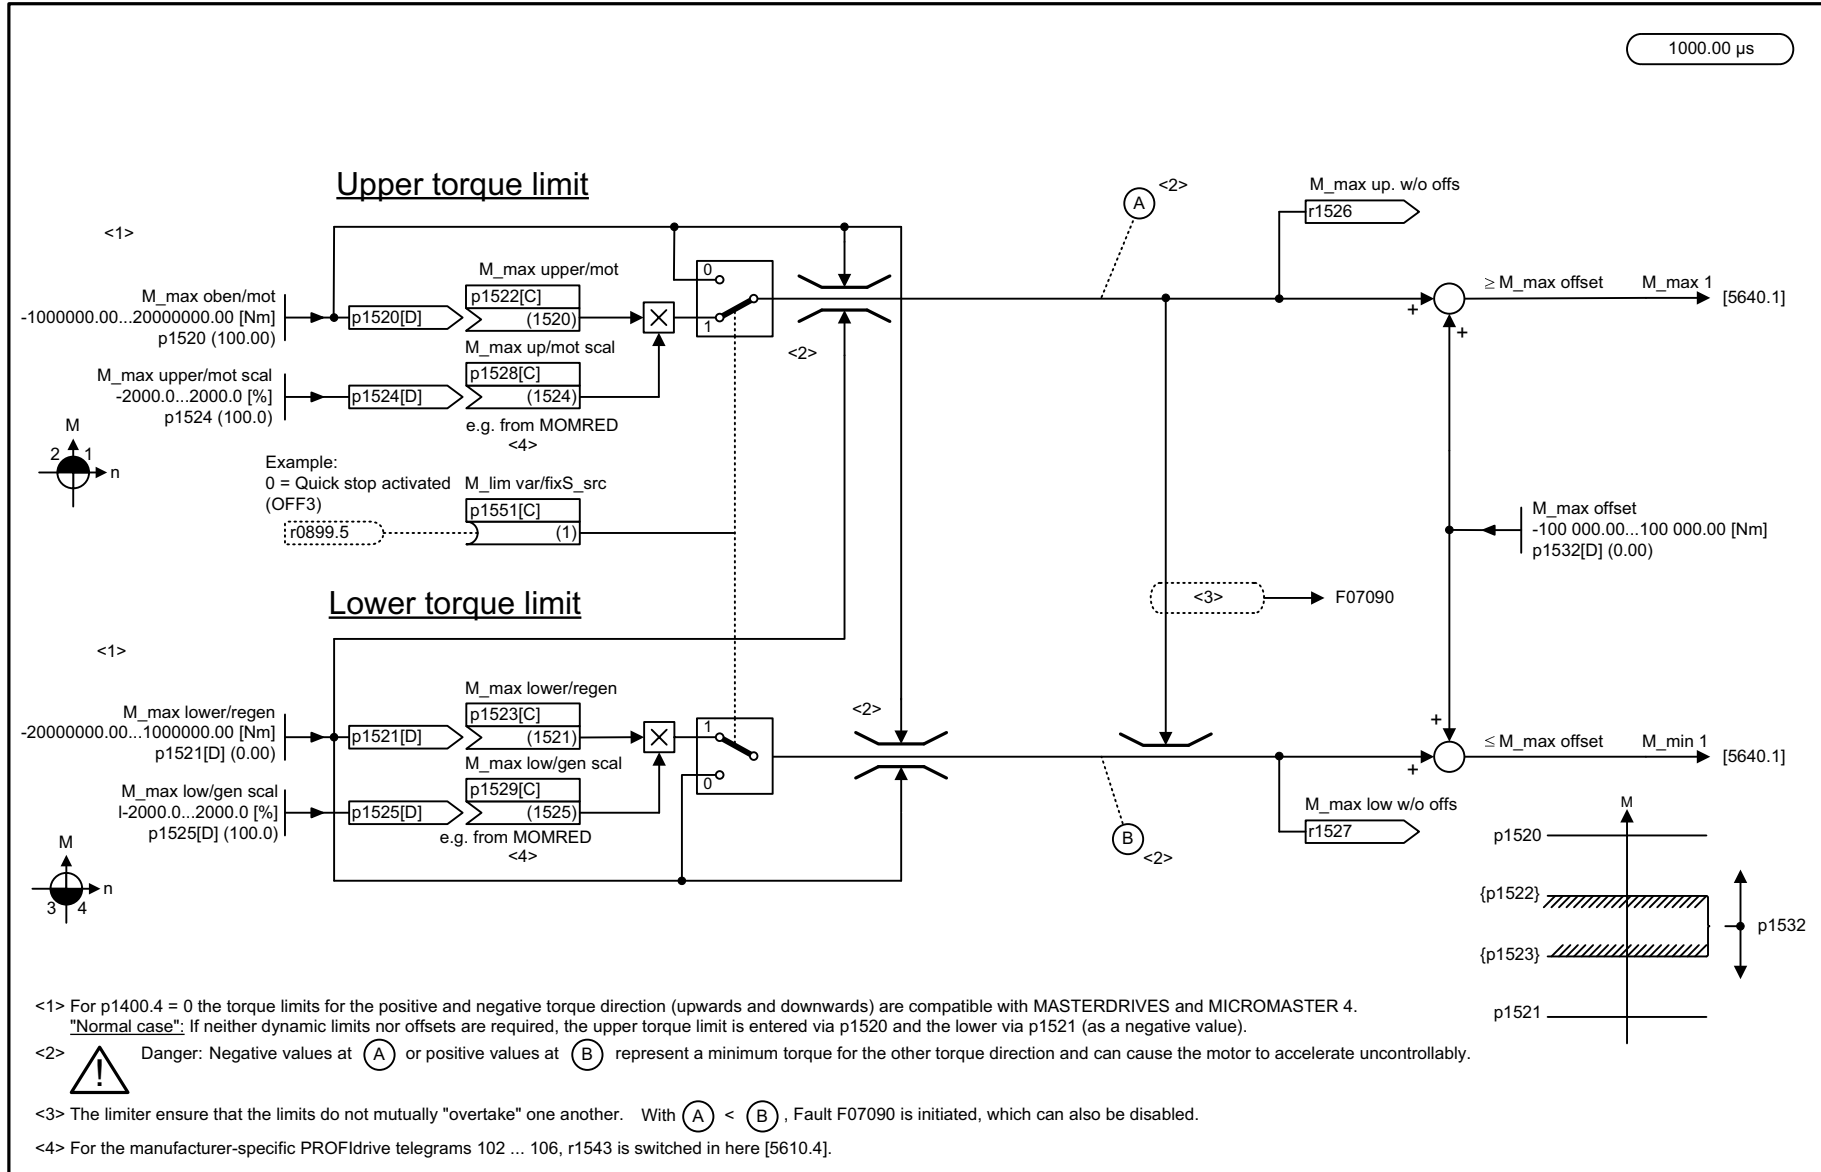 1000.00 µs
Upper torque limit
<1>
M_max oben/mot
-1000000.00...20000000.00 [Nm]
p1520 (100.00)
p1520[D]
M_max upper/mot
p1522[C]
(1520)
M_max upper/mot scal
-2000.0...2000.0 [%]
p1524 (100.0)
p1524[D]
M_max up/mot scal
p1528[C]
(1524)
e.g. from MOMRED
<4>
0
1
<2>
A
<2>
M_max up. w/o offs
r1526
+
+
≥ M_max offset
M_max 1
[5640.1]
M
2 1
n
Example:
0 = Quick stop activated
(OFF3)
r0899.5
M_lim var/fixS_src
p1551[C]
(1)
M_max offset
-100 000.00...100 000.00 [Nm]
p1532[D] (0.00)
<3>
F07090
Lower torque limit
<1>
M_max lower/regen
-20000000.00...1000000.00 [Nm]
p1521[D] (0.00)
p1521[D]
M_max lower/regen
p1523[C]
(1521)
M_max low/gen scal
l-2000.0...2000.0 [%]
p1525[D] (100.0)
p1525[D]
M_max low/gen scal
p1529[C]
(1525)
e.g. from MOMRED
<4>
1
0
<2>
B
<2>
M_max low w/o offs
r1527
+
+
≤ M_max offset
M_min 1
[5640.1]
M
n
3 4
M
p1520
{p1522}
{p1523}
p1521
p1532
<1> For p1400.4 = 0 the torque limits for the positive and negative torque direction (upwards and downwards) are compatible with MASTERDRIVES and MICROMASTER 4.
"Normal case": If neither dynamic limits nor offsets are required, the upper torque limit is entered via p1520 and the lower via p1521 (as a negative value).
<2> ! Danger: Negative values at A or positive values at B represent a minimum torque for the other torque direction and can cause the motor to accelerate uncontrollably.
<3> The limiter ensure that the limits do not mutually "overtake" one another. With A < B , Fault F07090 is initiated, which can also be disabled.
<4> For the manufacturer-specific PROFIdrive telegrams 102 ... 106, r1543 is switched in here [5610.4].